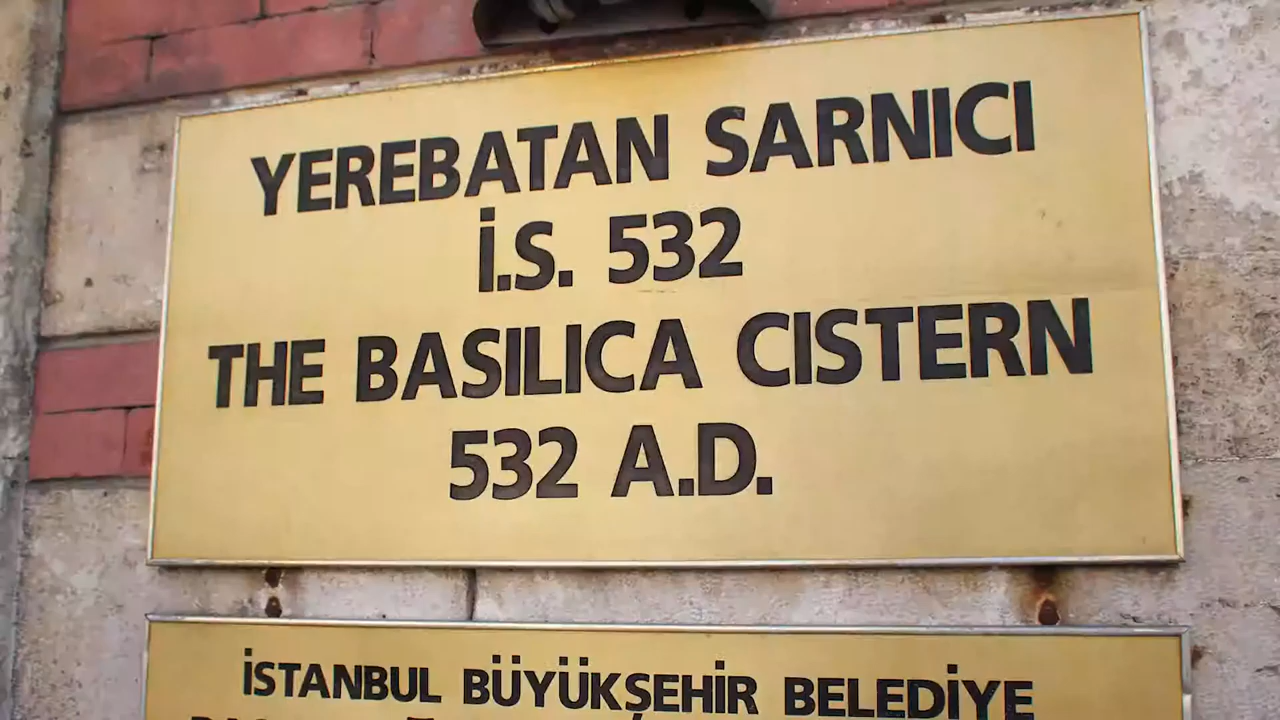 YEREBATAN SARNICI
İ.S. 532
THE BASILICA CISTERN
532 A.D.
İSTANBUL BÜYÜKŞEHİR BELEDİYE